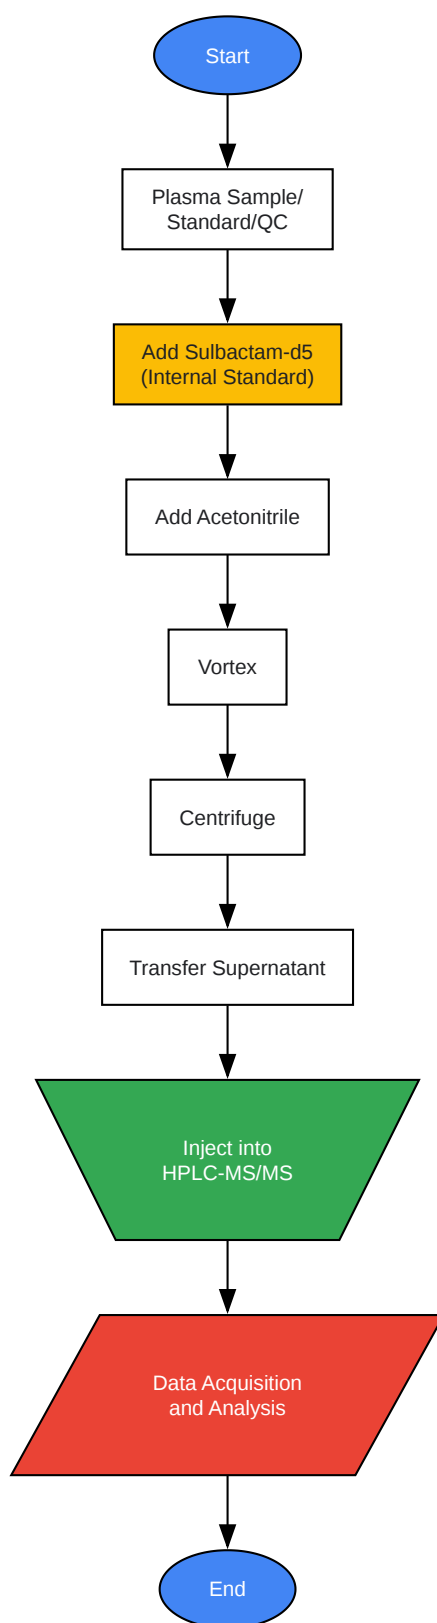 Start
Plasma Sample/
Standard/QC
Add Sulbactam-d5
(Internal Standard)
Add Acetonitrile
Vortex
Centrifuge
Transfer Supernatant
Inject into
HPLC-MS/MS
Data Acquisition
and Analysis
End